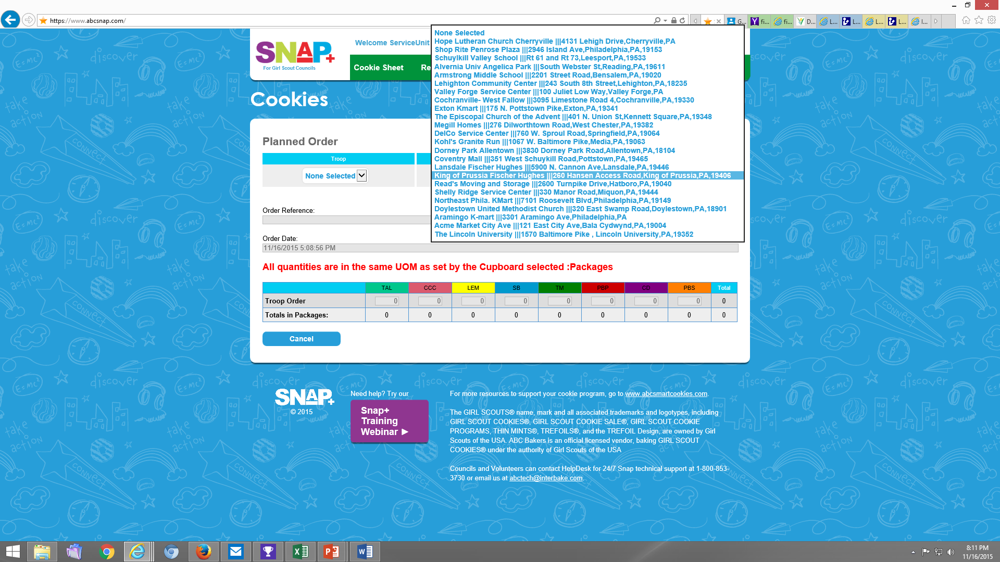 https://www.abcsnap.com/
G...
fi...
fi...
D...
L...
L...
L...
L...
I...
SNAP+
For Girl Scout Councils
Welcome ServiceUnit
Cookie Sheet Re
Cookies
None Selected
Hope Lutheran Church Cherryville |||4131 Lehigh Drive,Cherryville,PA
Shop Rite Penrose Plaza |||2946 Island Ave,Philadelphia,PA,19153
Schuylkill Valley School |||Rt 61 and Rt 73,Leesport,PA,19533
Alvernia Univ Angelica Park |||South Webster St,Reading,PA,19611
Armstrong Middle School |||2201 Street Road,Bensalem,PA,19020
Lehighton Community Center |||243 South 8th Street,Lehighton,PA,18235
Valley Forge Service Center |||100 Juliet Low Way,Valley Forge,PA
Cochranville- West Fallow |||3095 Limestone Road 4,Cochranville,PA,19330
Exton Kmart |||175 N. Pottstown Pike,Exton,PA,19341
The Episcopal Church of the Advent |||401 N. Union St,Kennett Square,PA,19348
Megill Homes |||276 Dilworthtown Road,West Chester,PA,19382
DelCo Service Center |||760 W. Sproul Road,Springfield,PA,19064
Kohl's Granite Run |||1067 W. Baltimore Pike,Media,PA,19063
Dorney Park Allentown |||3830 Dorney Park Road,Allentown,PA,18104
Coventry Mall |||351 West Schuykill Road,Pottstown,PA,19465
Lansdale Fischer Hughes |||5900 N. Cannon Ave,Lansdale,PA,19446
King of Prussia Fischer Hughes |||260 Hansen Access Road,King of Prussia,PA,19406
Read's Moving and Storage |||2600 Turnpike Drive,Hatboro,PA,19040
Shelly Ridge Service Center |||330 Manor Road,Miquon,PA,19444
Northeast Phila. KMart |||7101 Roosevelt Blvd,Philadelphia,PA,19149
Doylestown United Methodist Church |||320 East Swamp Road,Doylestown,PA,18901
Aramingo K-mart |||3301 Aramingo Ave,Philadelphia,PA
Acme Market City Ave |||121 East City Ave,Bala Cydwynd,PA,19004
The Lincoln University |||1570 Baltimore Pike , Lincoln University,PA,19352
Planned Order
Troop
None Selected
Order Reference:
Order Date:
11/16/2015 5:08:56 PM
All quantities are in the same UOM as set by the Cupboard selected :Packages
TAL CCC LEM SB TM PBP CD PBS Total
Troop Order 0 0 0 0 0 0 0 0 0
Totals in Packages: 0 0 0 0 0 0 0 0 0
Cancel
SNAP+
© 2015
Need help? Try our
Snap+
Training
Webinar ►
For more resources to support your cookie program, go to www.abcsmartcookies.com.
The GIRL SCOUTS® name, mark and all associated trademarks and logotypes, including
GIRL SCOUT COOKIES®, GIRL SCOUT COOKIE SALE®, GIRL SCOUT COOKIE
PROGRAMS, THIN MINTS®, TREFOILS®, and the TREFOIL Design, are owned by Girl
Scouts of the USA. ABC Bakers is an official licensed vendor, baking GIRL SCOUT
COOKIES® under the authority of Girl Scouts of the USA
Councils and Volunteers can contact HelpDesk for 24/7 Snap technical support at 1-800-853-
3730 or email us at abctech@interbake.com.
8:11 PM
11/16/2015